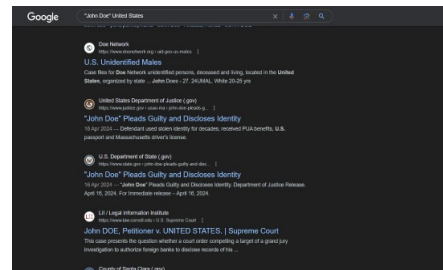 Google
"John Doe" United States
Doe Network
U.S. Unidentified Males
Case files for Doe Network unidentified persons, deceased and living, located in the United
States, organized by state ... John Does - 27. 24UMAL. White 20-25 yrs
United States Department of Justice (.gov)
"John Doe" Pleads Guilty and Discloses Identity
16 Apr 2024 — Defendant used stolen identity for decades; received PUA benefits, U.S.
passport and Massachusetts driver's license.
U.S. Department of State (.gov)
"John Doe" Pleads Guilty and Discloses Identity
16 Apr 2024 — "John Doe" Pleads Guilty and Discloses Identity. Department of Justice Release.
April 16, 2024. For immediate release – April 16, 2024.
LII / Legal Information Institute
John DOE, Petitioner v. UNITED STATES. | Supreme Court
This case presents the question whether a court order compelling a target of a grand jury
investigation to authorize foreign banks to disclose records of his ...
County of Santa Clara (.gov)